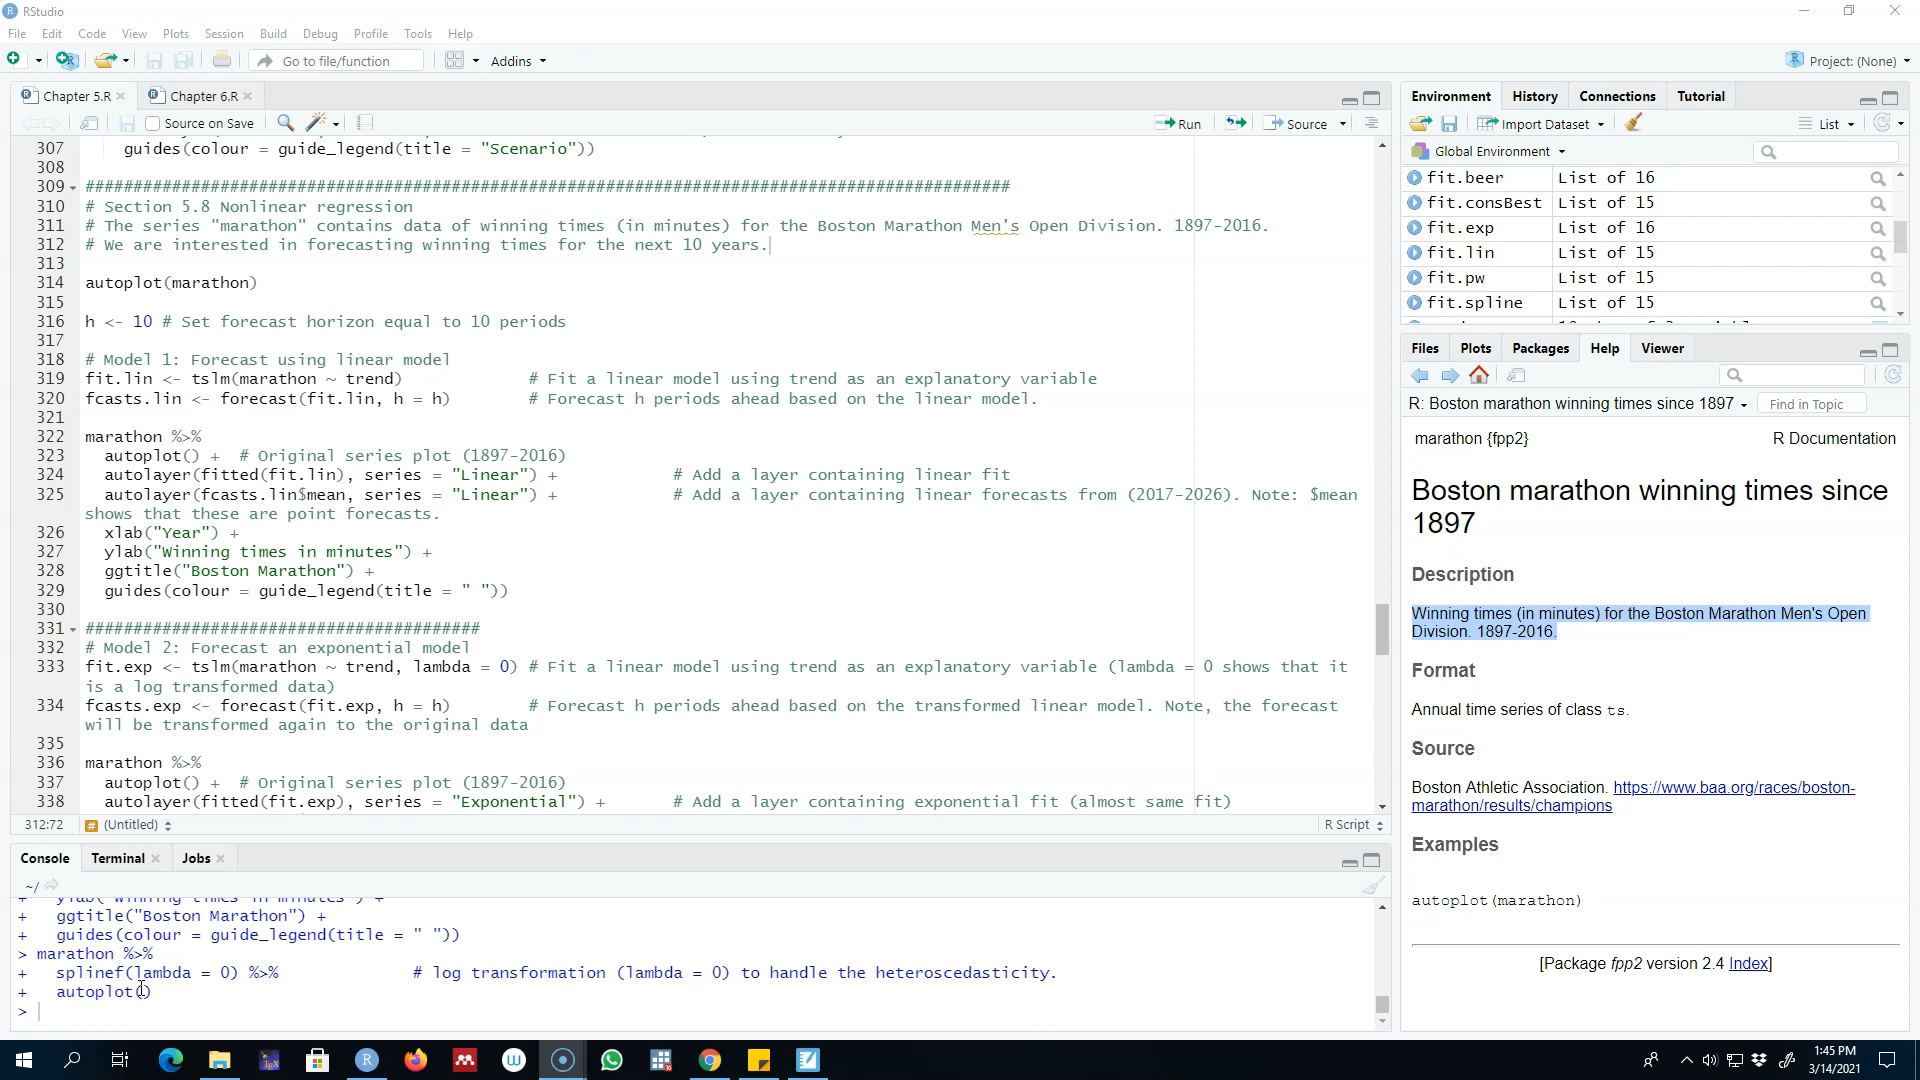 RStudio
File Edit Code View Plots Session Build Debug Profile Tools Help
Go to file/function Addins Project: (None)
Chapter 5.R Chapter 6.R
Source on Save Run Source
307 guides(colour = guide_legend(title = "Scenario"))
308
309 ################################################################################################
310 # Section 5.8 Nonlinear regression
311 # The series "marathon" contains data of winning times (in minutes) for the Boston Marathon Men's Open Division. 1897-2016.
312 # We are interested in forecasting winning times for the next 10 years.
313
314 autoplot(marathon)
315
316 h <- 10 # Set forecast horizon equal to 10 periods
317
318 # Model 1: Forecast using linear model
319 fit.lin <- tslm(marathon ~ trend) # Fit a linear model using trend as an explanatory variable
320 fcasts.lin <- forecast(fit.lin, h = h) # Forecast h periods ahead based on the linear model.
321
322 marathon %>%
323 autoplot() + # Original series plot (1897-2016)
324 autolayer(fitted(fit.lin), series = "Linear") + # Add a layer containing linear fit
325 autolayer(fcasts.lin$mean, series = "Linear") + # Add a layer containing linear forecasts from (2017-2026). Note: $mean
shows that these are point forecasts.
326 xlab("Year") +
327 ylab("Winning times in minutes") +
328 ggtitle("Boston Marathon") +
329 guides(colour = guide_legend(title = " "))
330
331 #########################################
332 # Model 2: Forecast an exponential model
333 fit.exp <- tslm(marathon ~ trend, lambda = 0) # Fit a linear model using trend as an explanatory variable (lambda = 0 shows that it
is a log transformed data)
334 fcasts.exp <- forecast(fit.exp, h = h) # Forecast h periods ahead based on the transformed linear model. Note, the forecast
will be transformed again to the original data
335
336 marathon %>%
337 autoplot() + # Original series plot (1897-2016)
338 autolayer(fitted(fit.exp), series = "Exponential") + # Add a layer containing exponential fit (almost same fit)
312:72 (Untitled) R Script
Console Terminal Jobs
~/
+ ylab("Winning times in minutes") +
+ ggtitle("Boston Marathon") +
+ guides(colour = guide_legend(title = " "))
> marathon %>%
+ splinef(lambda = 0) %>% # log transformation (lambda = 0) to handle the heteroscedasticity.
+ autoplot()
>
Environment History Connections Tutorial
Import Dataset List
Global Environment
fit.beer List of 16
fit.consBest List of 15
fit.exp List of 16
fit.lin List of 15
fit.pw List of 15
fit.spline List of 15
Files Plots Packages Help Viewer
R: Boston marathon winning times since 1897 Find in Topic
marathon {fpp2} R Documentation
Boston marathon winning times since
1897
Description
Winning times (in minutes) for the Boston Marathon Men's Open
Division. 1897-2016.
Format
Annual time series of class ts.
Source
Boston Athletic Association. https://www.baa.org/races/boston-
marathon/results/champions
Examples
autoplot(marathon)
[Package fpp2 version 2.4 Index]
1:45 PM
3/14/2021